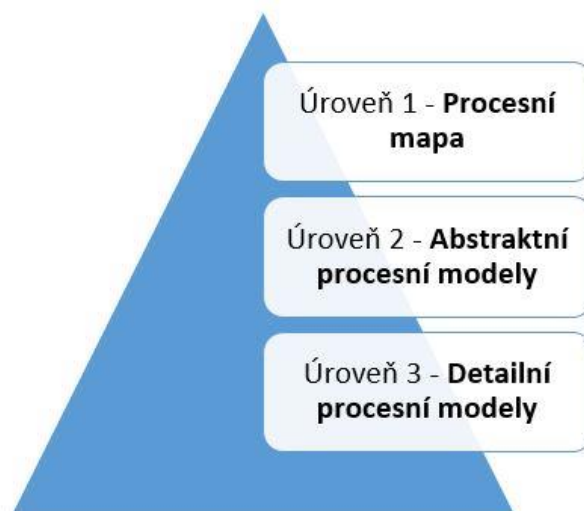 Úroveň 1 - Procesní
mapa
Úroveň 2 - Abstraktní
procesní modely
Úroveň 3 - Detailní
procesní modely